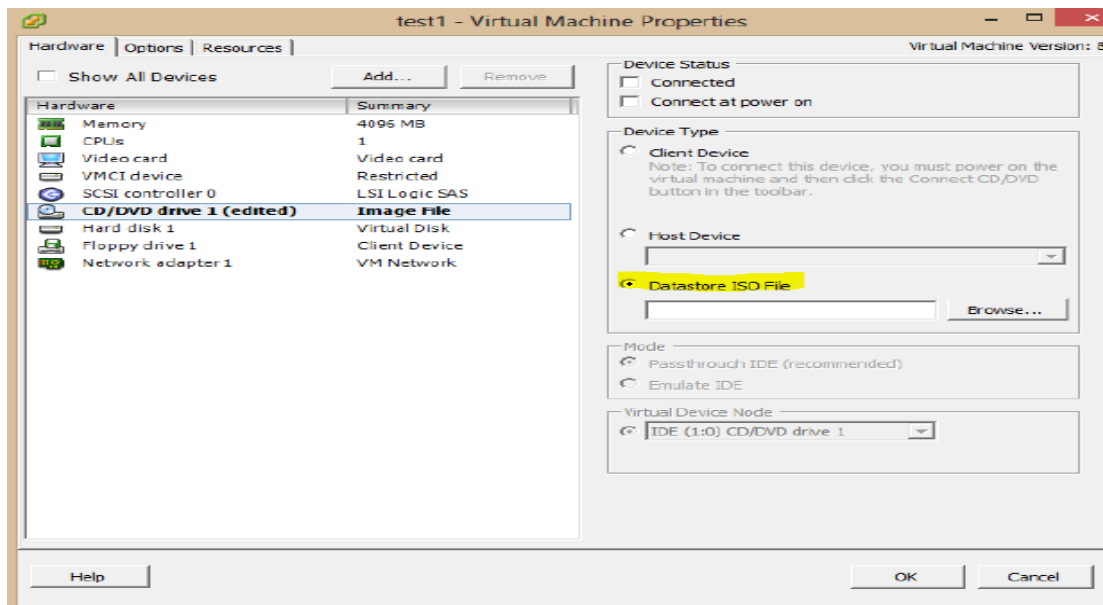 test1 - Virtual Machine Properties
Hardware Options Resources
Virtual Machine Version: 8
Show All Devices
Add...
Remove
Hardware Summary
Memory 4096 MB
CPUs 1
Video card Video card
VMCI device Restricted
SCSI controller 0 LSI Logic SAS
CD/DVD drive 1 (edited) Image File
Hard disk 1 Virtual Disk
Floppy drive 1 Client Device
Network adapter 1 VM Network
Device Status
Connected
Connect at power on
Device Type
Client Device
Note: To connect this device, you must power on the
virtual machine and then click the Connect CD/DVD
button in the toolbar.
Host Device
Datastore ISO File
Browse...
Mode
Passthrough IDE (recommended)
Emulate IDE
Virtual Device Node
IDE (1:0) CD/DVD drive 1
Help
OK
Cancel